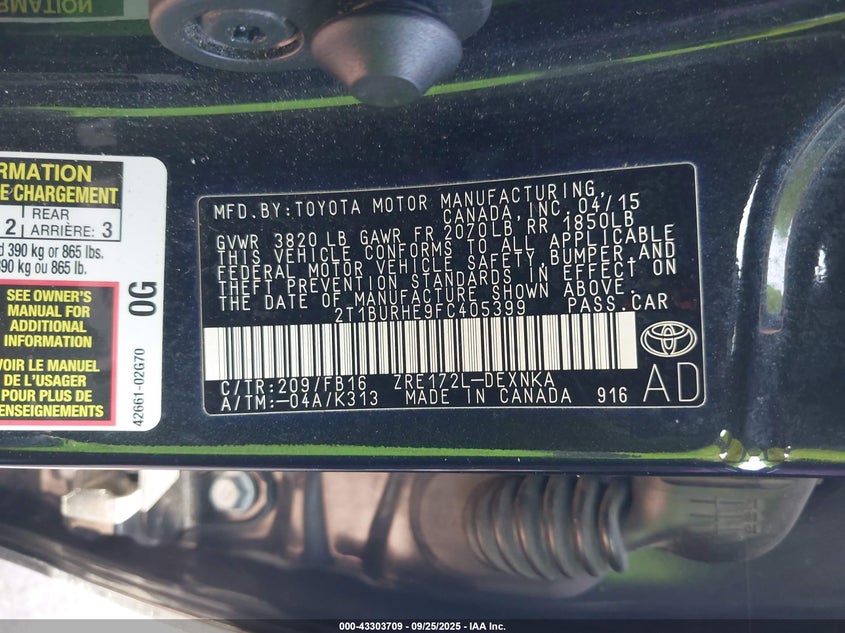 RMATION
RMATION
E CHARGEMENT
2 REAR ARRIÈRE: 3
d 390 kg or 865 lbs.
390 kg ou 865 lb.
SEE OWNER'S
MANUAL FOR
ADDITIONAL
INFORMATION
VOIR LE MANUEL
DE L'USAGER
POUR PLUS DE
RENSEIGNEMENTS
0G
42661-02G70
MFD.BY:TOYOTA MOTOR MANUFACTURING,
CANADA, INC. 04/15
GVWR 3820 LB GAWR FR 2070LB RR 1850LB
THIS VEHICLE CONFORMS TO ALL APPLICABLE
FEDERAL MOTOR VEHICLE SAFETY, BUMPER, AND
THEFT PREVENTION STANDARDS IN EFFECT ON
THE DATE OF MANUFACTURE SHOWN ABOVE.
2T1BURHE9FC405399 PASS.CAR
C/TR:209/FB16 ZRE172L-DEXNKA
A/TM:-04A/K313 MADE IN CANADA 916
AD
000-43303709 - 09/25/2025 - IAA Inc.